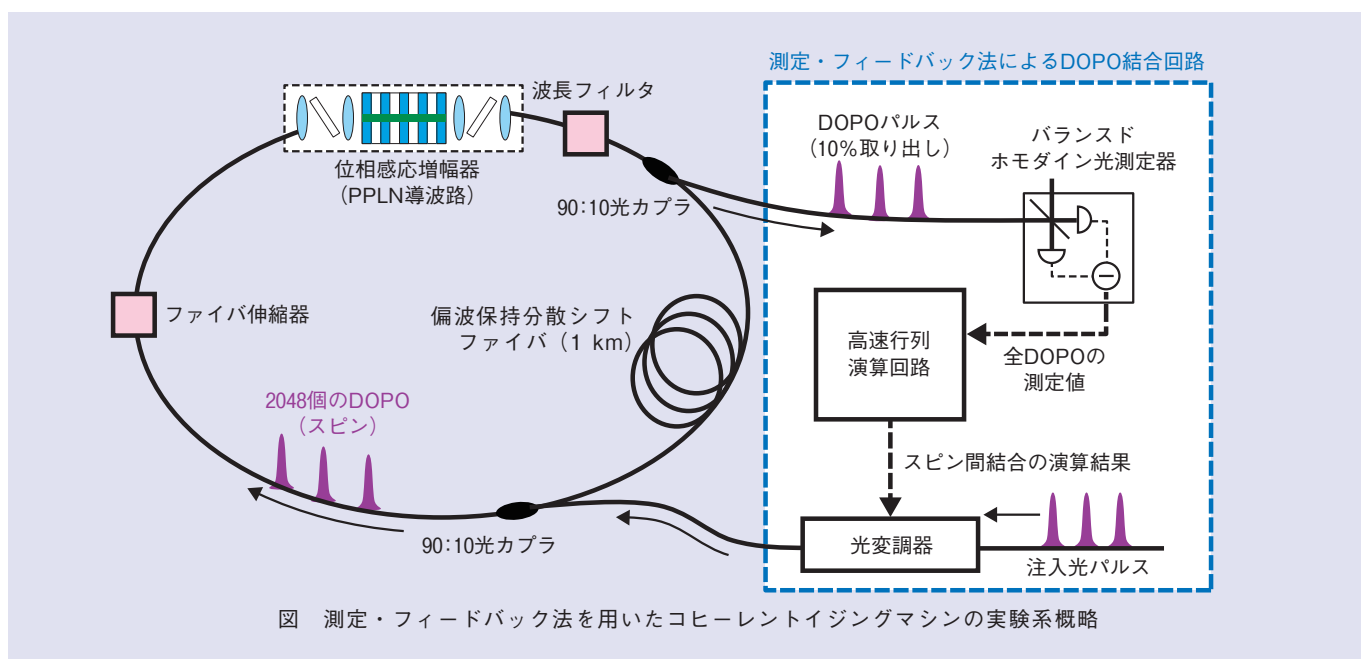 測定・フィードバック法によるDOPO結合回路
波長フィルタ
位相感応増幅器
(PPLN導波路)
90:10光カプラ
DOPOパルス
(10%取り出し)
バランスド
ホモダイン光測定器
ファイバ伸縮器
偏波保持分散シフト
ファイバ(1 km)
高速行列
演算回路
全DOPOの
測定値
2048個のDOPO
(スピン)
スピン間結合の演算結果
90:10光カプラ
光変調器
注入光パルス
図 測定・フィードバック法を用いたコヒーレントイジングマシンの実験系概略